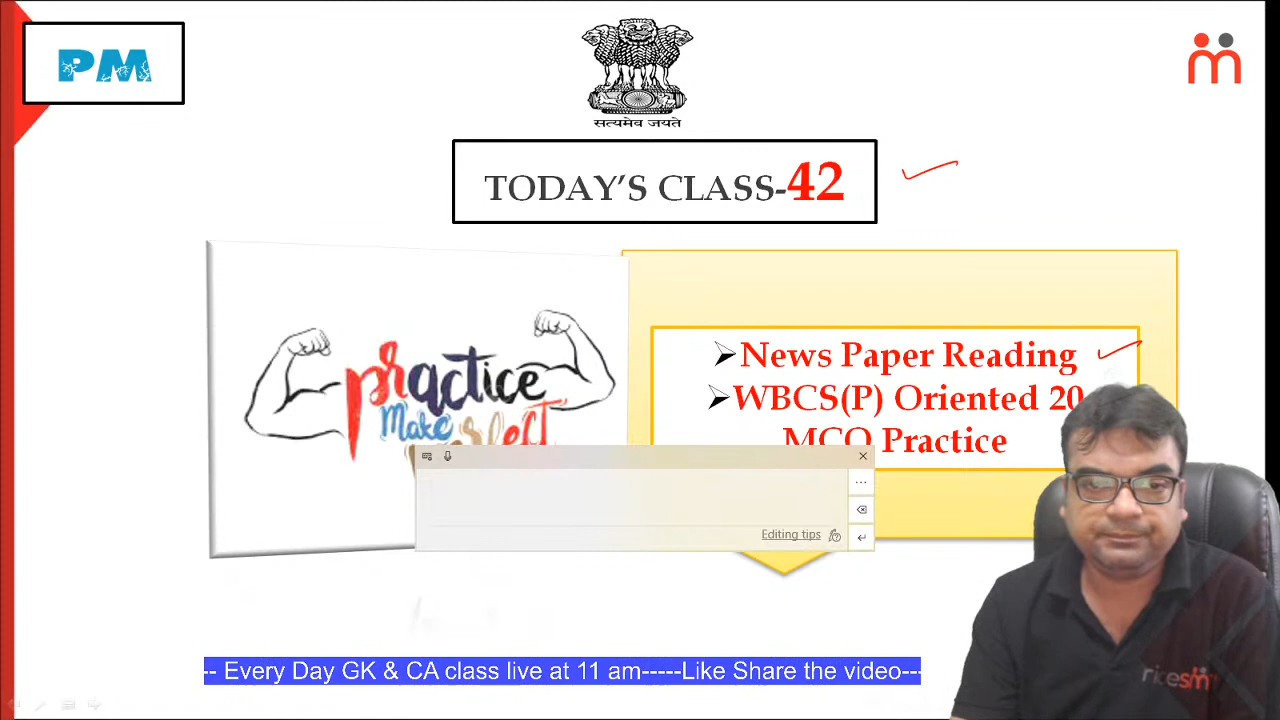 PM
सत्यमेव जयते
TODAY’S CLASS-42
practice
Make
➢News Paper Reading
➢WBCS(P) Oriented 20
MCQ Practice
Editing tips
-- Every Day GK & CA class live at 11 am-----Like Share the video---